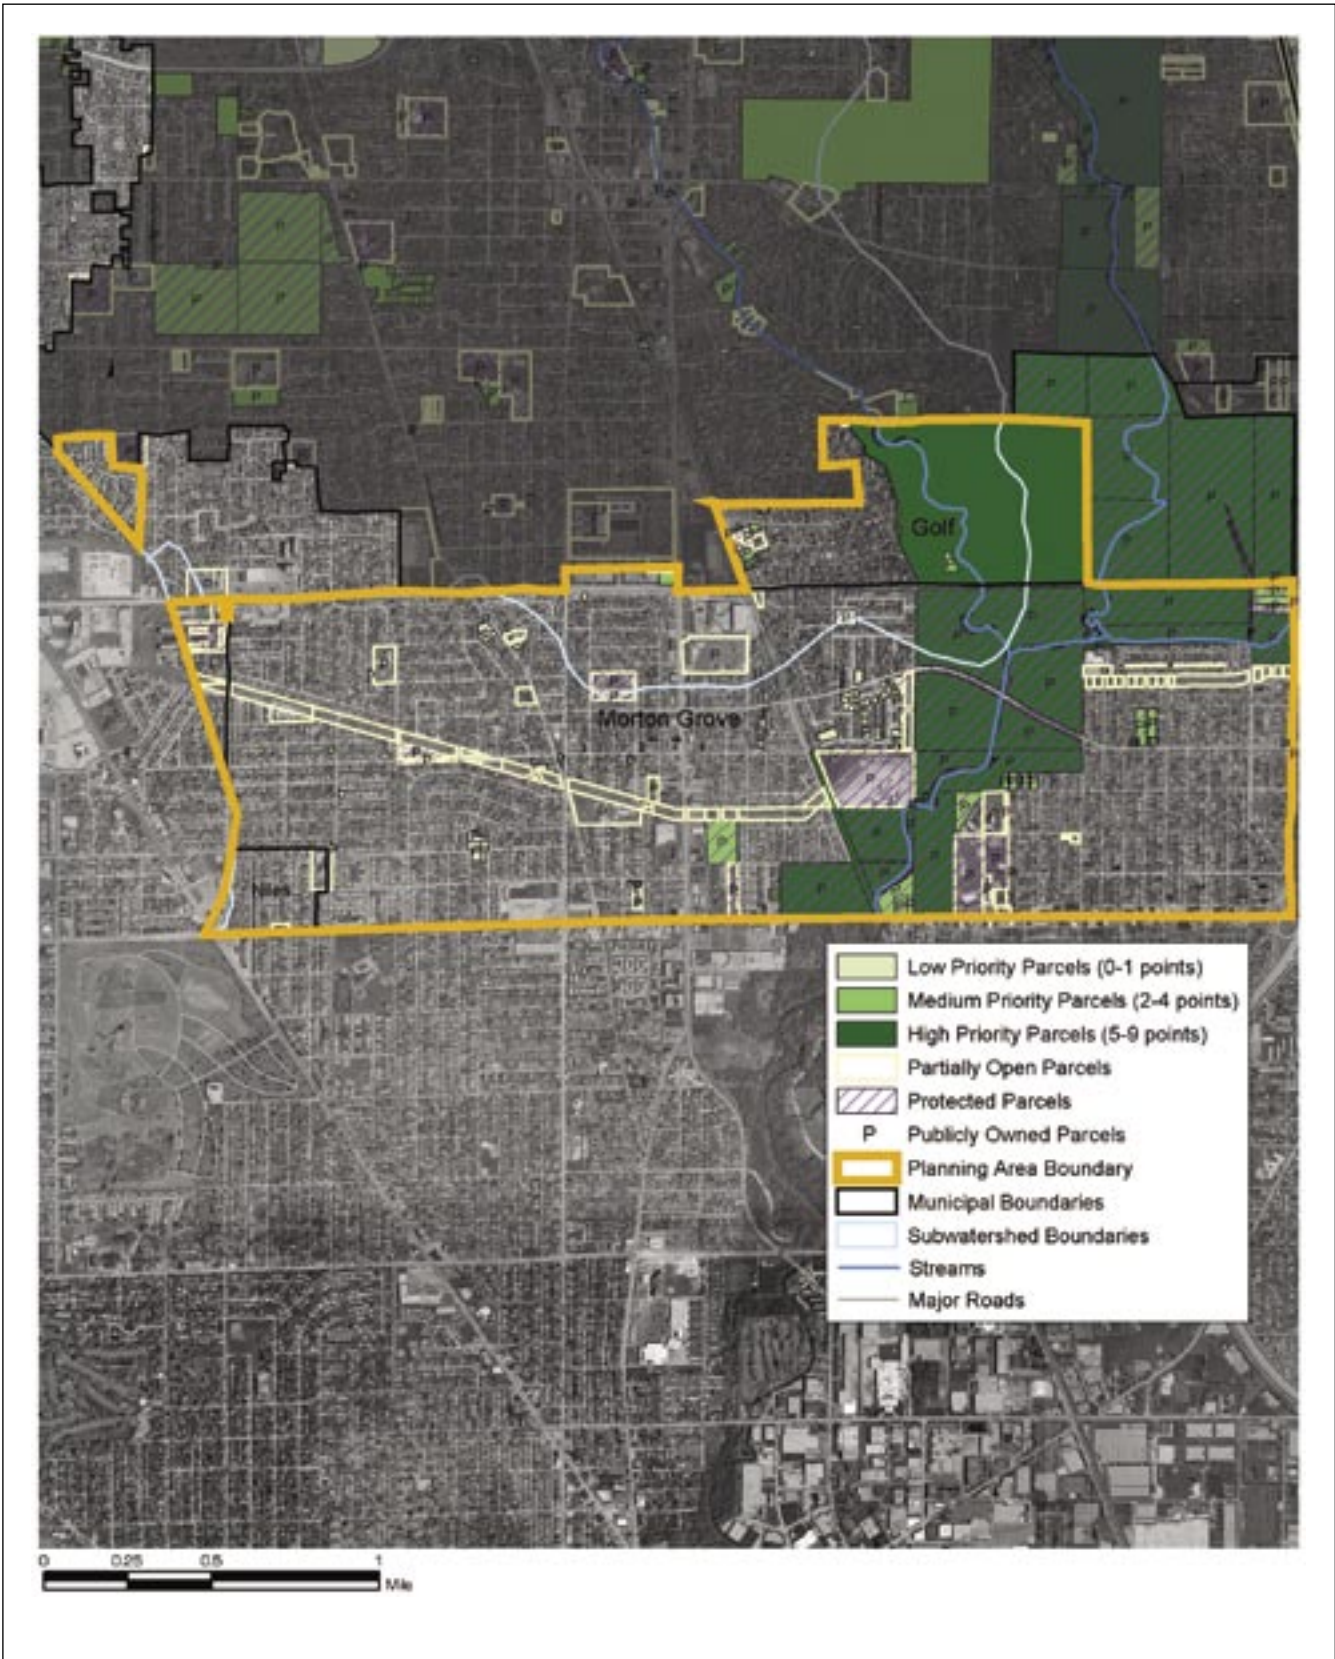 Golf
Morton Grove
Niles
Low Priority Parcels (0-1 points)
Medium Priority Parcels (2-4 points)
High Priority Parcels (5-9 points)
Partially Open Parcels
Protected Parcels
P Publicly Owned Parcels
Planning Area Boundary
Municipal Boundaries
Subwatershed Boundaries
Streams
Major Roads
0 0.25 0.5 1
Mile